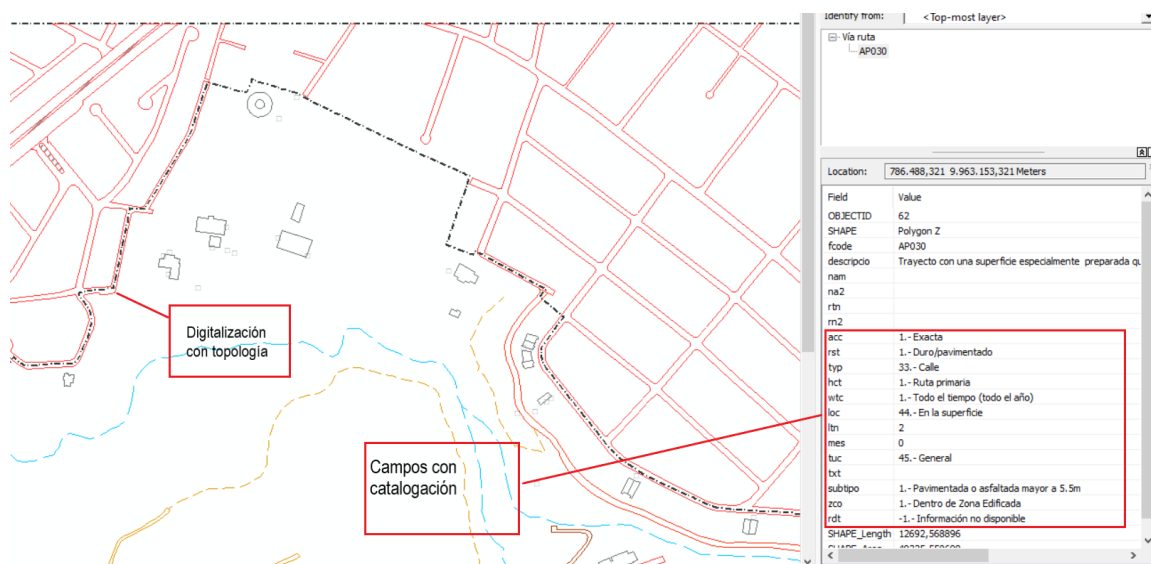 Identify from: <Top-most layer>
Vía ruta
AP030
Location: 786.488,321 9.963.153,321 Meters
Field Value
OBJECTID 62
SHAPE Polygon Z
fcode AP030
descripcio Trayecto con una superficie especialmente preparada qu
nam
na2
rtn
rn2
acc 1.- Exacta
rst 1.- Duro/pavimentado
typ 33.- Calle
hct 1.- Ruta primaria
wtc 1.- Todo el tiempo (todo el año)
loc 44.- En la superficie
ltn 2
mes 0
tuc 45.- General
txt
subtipo 1.- Pavimentada o asfaltada mayor a 5.5m
zco 1.- Dentro de Zona Edificada
rdt -1.- Información no disponible
SHAPE_Length 12692,568896
Digitalización
con topología
Campos con
catalogación